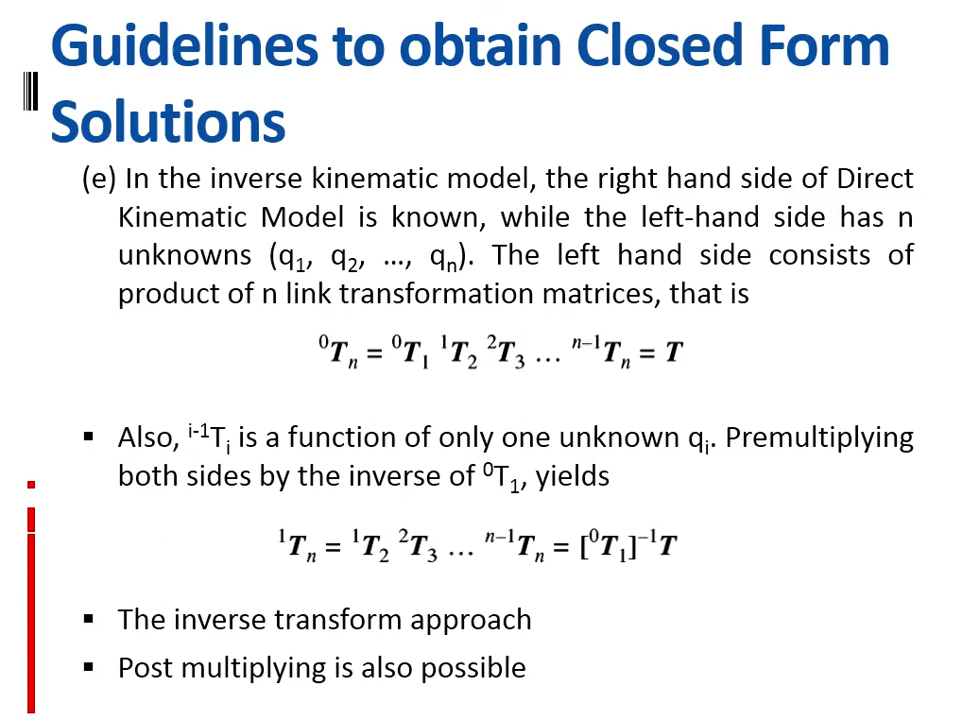 Guidelines to obtain Closed Form
Solutions
(e) In the inverse kinematic model, the right hand side of Direct
Kinematic Model is known, while the left-hand side has n
unknowns (q₁, q₂, ..., qₙ). The left hand side consists of
product of n link transformation matrices, that is
⁰Tₙ = ⁰T₁ ¹T₂ ²T₃ … ⁿ⁻¹Tₙ = T
▪ Also, ⁱ⁻¹Tᵢ is a function of only one unknown qᵢ. Premultiplying
both sides by the inverse of ⁰T₁, yields
¹Tₙ = ¹T₂ ²T₃ … ⁿ⁻¹Tₙ = [⁰T₁]⁻¹T
▪ The inverse transform approach
▪ Post multiplying is also possible